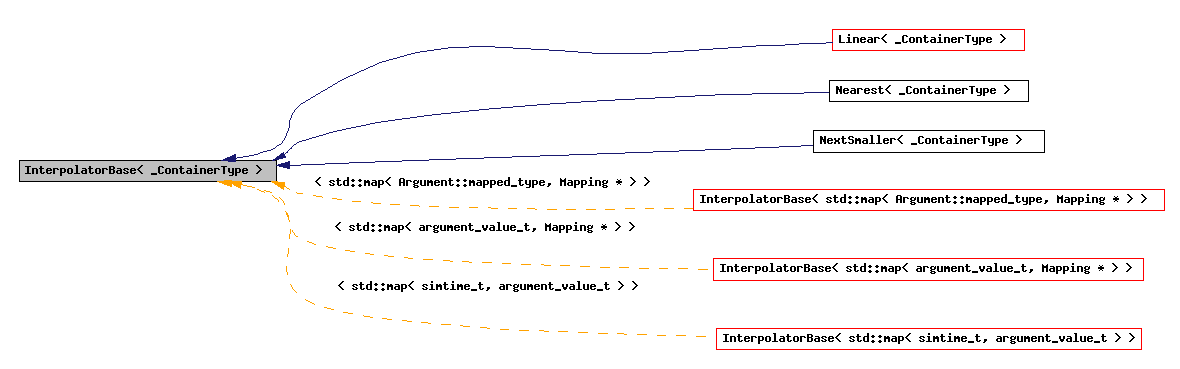 Linear< _ContainerType >
Nearest< _ContainerType >
NextSmaller< _ContainerType >
InterpolatorBase< _ContainerType >
< std::map< Argument::mapped_type, Mapping * > >
InterpolatorBase< std::map< Argument::mapped_type, Mapping * > >
< std::map< argument_value_t, Mapping * > >
InterpolatorBase< std::map< argument_value_t, Mapping * > >
< std::map< simtime_t, argument_value_t > >
InterpolatorBase< std::map< simtime_t, argument_value_t > >